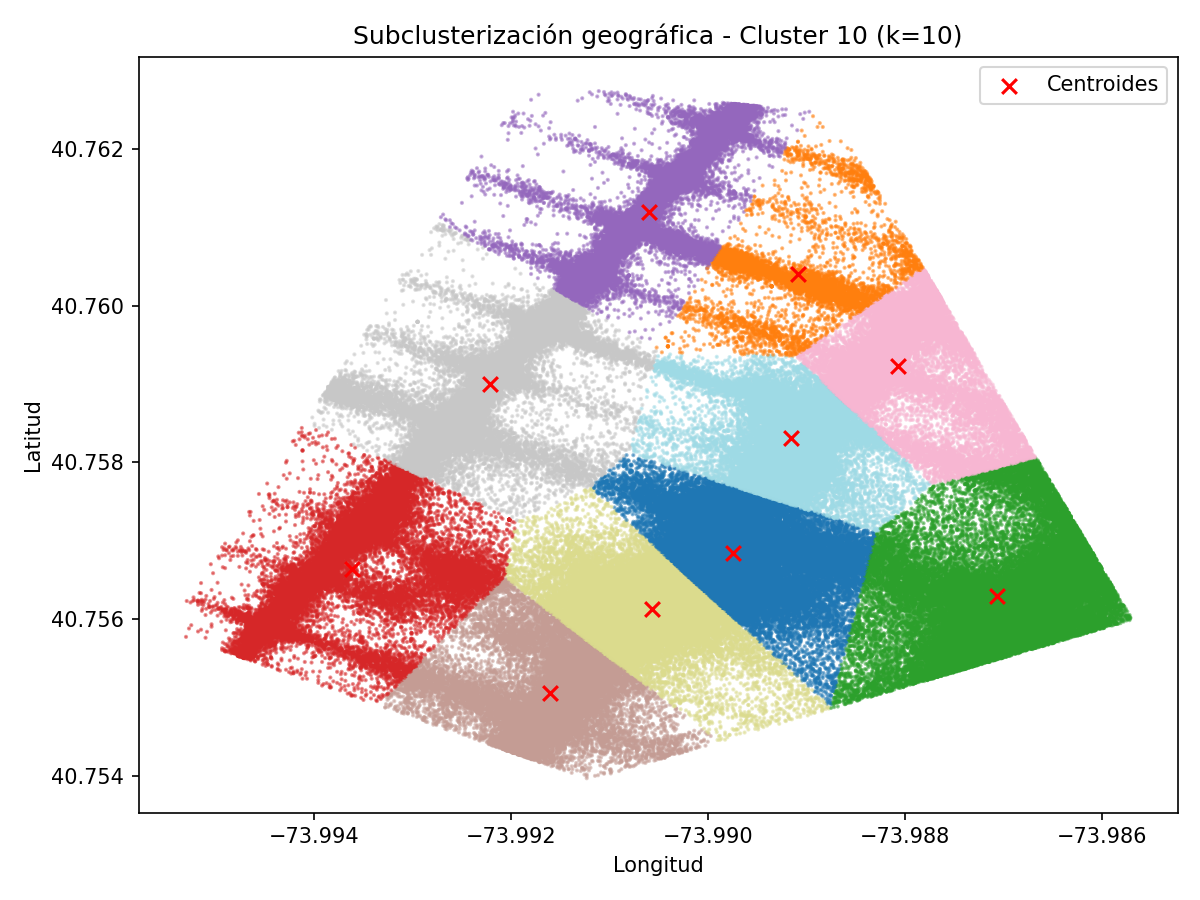 Subclusterización geográfica - Cluster 10 (k=10)
Centroides
Latitud
40.762
40.760
40.758
40.756
40.754
−73.994
−73.992
−73.990
−73.988
−73.986
Longitud